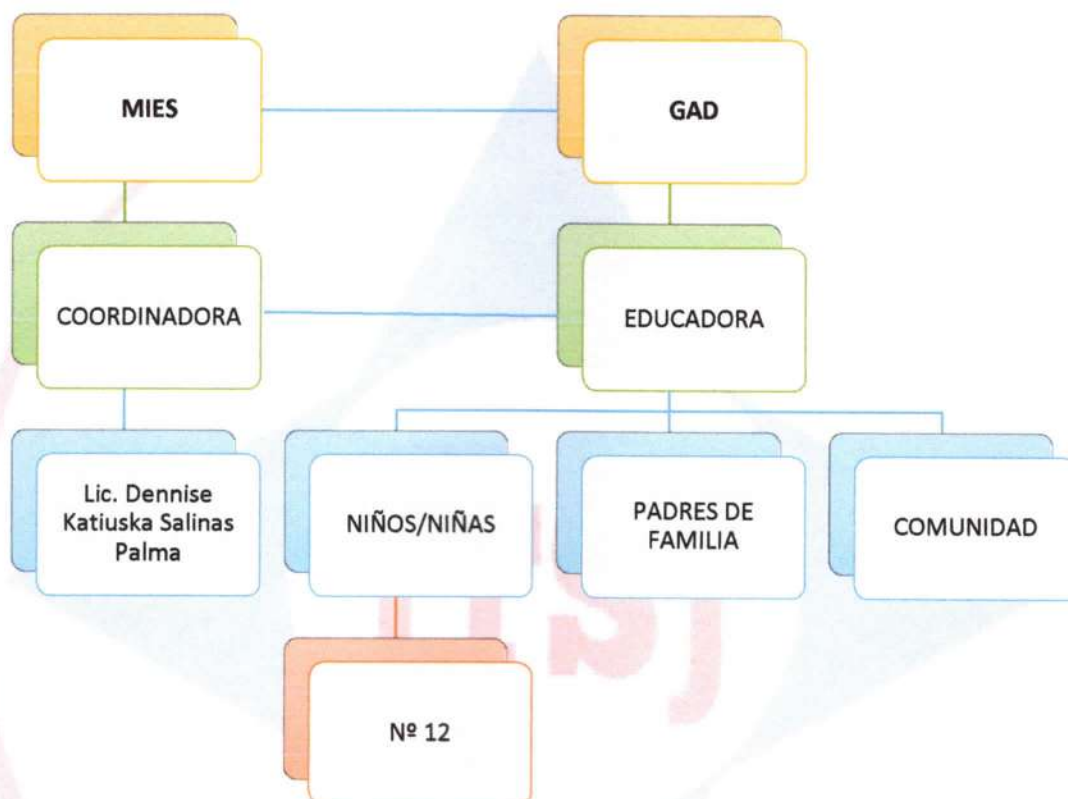 MIES
GAD
COORDINADORA
EDUCADORA
Lic. Dennise
Katiuska Salinas
Palma
NIÑOS/NIÑAS
PADRES DE
FAMILIA
COMUNIDAD
Nº 12